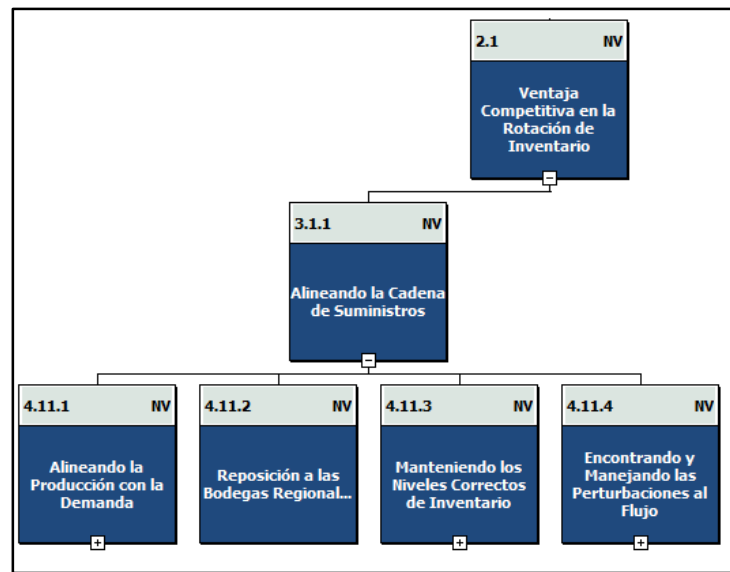 2.1 NV
Ventaja
Competitiva en la
Rotación de
Inventario
3.1.1 NV
Alineando la Cadena
de Suministros
4.11.1 NV
Alineando la
Producción con la
Demanda
4.11.2 NV
Reposición a las
Bodegas Regional...
4.11.3 NV
Manteniendo los
Niveles Correctos
de Inventario
4.11.4 NV
Encontrando y
Manejando las
Perturbaciones al
Flujo